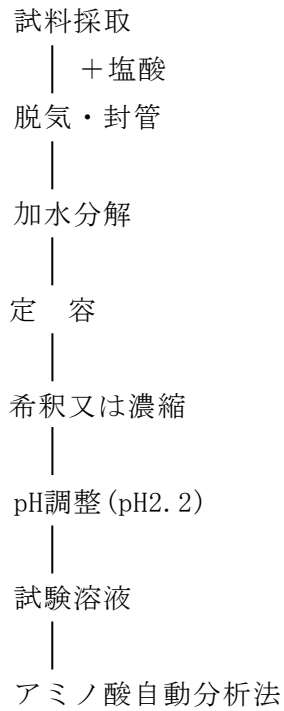 試料採取
＋塩酸
脱気・封管
加水分解
定　容
希釈又は濃縮
pH調整(pH2.2)
試験溶液
アミノ酸自動分析法